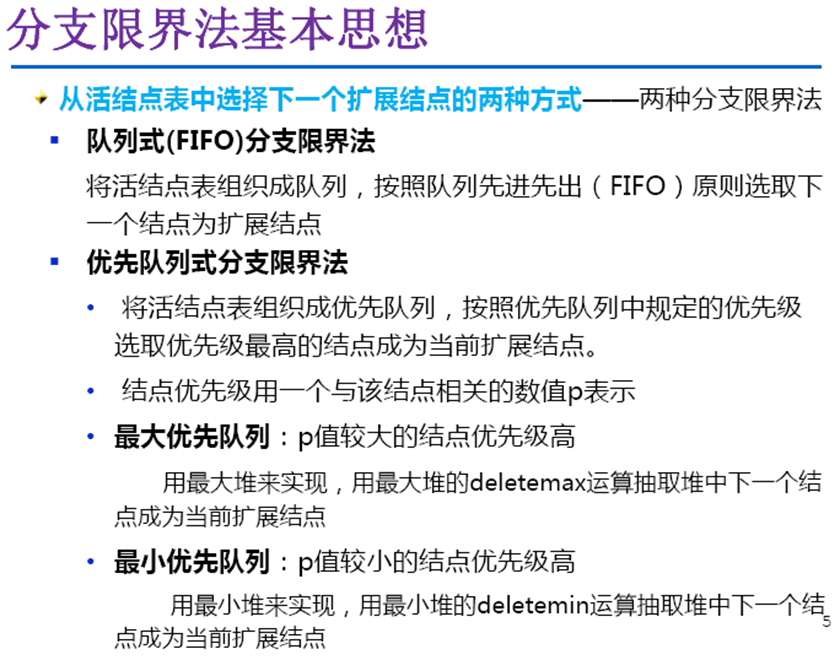 分支限界法基本思想
从活结点表中选择下一个扩展结点的两种方式——两种分支限界法
队列式(FIFO)分支限界法
将活结点表组织成队列，按照队列先进先出（FIFO）原则选取下
一个结点为扩展结点
优先队列式分支限界法
将活结点表组织成优先队列，按照优先队列中规定的优先级
选取优先级最高的结点成为当前扩展结点。
结点优先级用一个与该结点相关的数值p表示
最大优先队列：p值较大的结点优先级高
用最大堆来实现，用最大堆的deletemax运算抽取堆中下一个结
点成为当前扩展结点
最小优先队列：p值较小的结点优先级高
用最小堆来实现，用最小堆的deletemin运算抽取堆中下一个结
点成为当前扩展结点
5